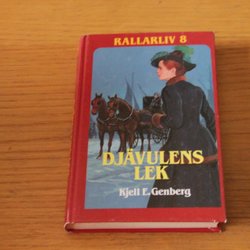 RALLARLIV 8
DJÄVULENS
LEK
Kjell E. Genberg